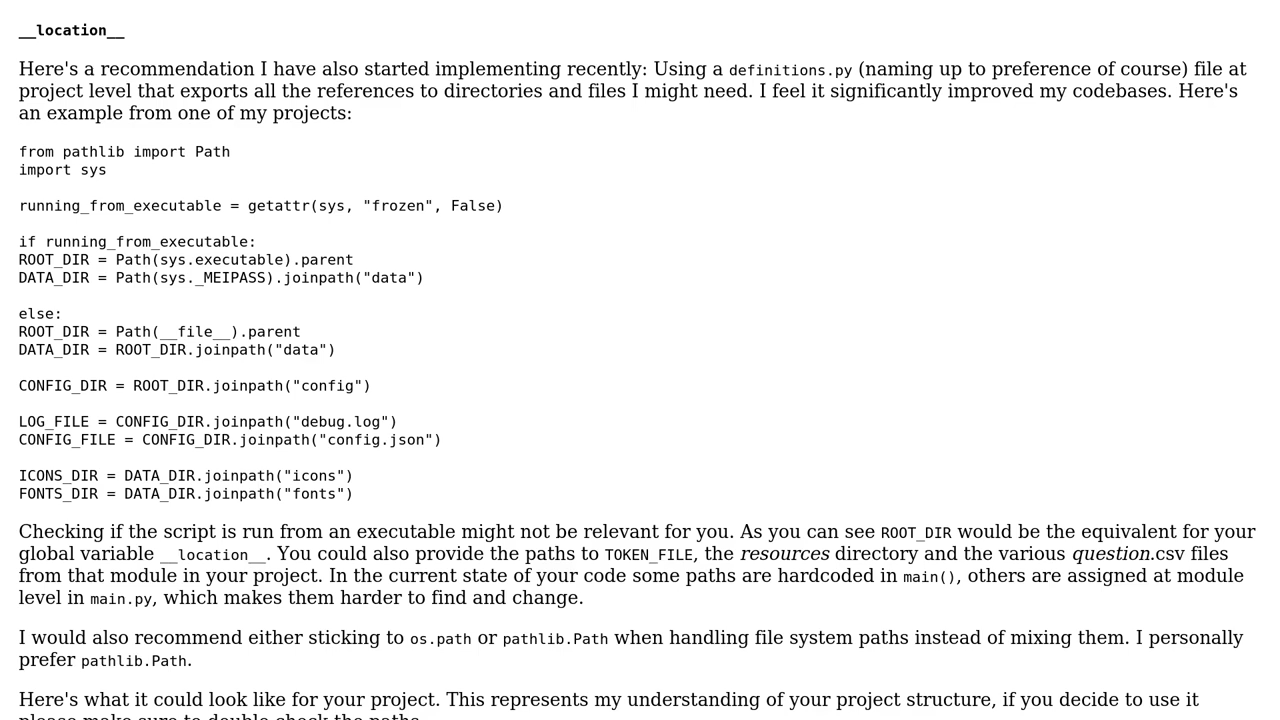 __location__
Here's a recommendation I have also started implementing recently: Using a definitions.py (naming up to preference of course) file at
project level that exports all the references to directories and files I might need. I feel it significantly improved my codebases. Here's
an example from one of my projects:
from pathlib import Path
import sys
running_from_executable = getattr(sys, "frozen", False)
if running_from_executable:
ROOT_DIR = Path(sys.executable).parent
DATA_DIR = Path(sys._MEIPASS).joinpath("data")
else:
ROOT_DIR = Path(__file__).parent
DATA_DIR = ROOT_DIR.joinpath("data")
CONFIG_DIR = ROOT_DIR.joinpath("config")
LOG_FILE = CONFIG_DIR.joinpath("debug.log")
CONFIG_FILE = CONFIG_DIR.joinpath("config.json")
ICONS_DIR = DATA_DIR.joinpath("icons")
FONTS_DIR = DATA_DIR.joinpath("fonts")
Checking if the script is run from an executable might not be relevant for you. As you can see ROOT_DIR would be the equivalent for your
global variable __location__. You could also provide the paths to TOKEN_FILE, the resources directory and the various question.csv files
from that module in your project. In the current state of your code some paths are hardcoded in main(), others are assigned at module
level in main.py, which makes them harder to find and change.
I would also recommend either sticking to os.path or pathlib.Path when handling file system paths instead of mixing them. I personally
prefer pathlib.Path.
Here's what it could look like for your project. This represents my understanding of your project structure, if you decide to use it
please make sure to double check the paths.